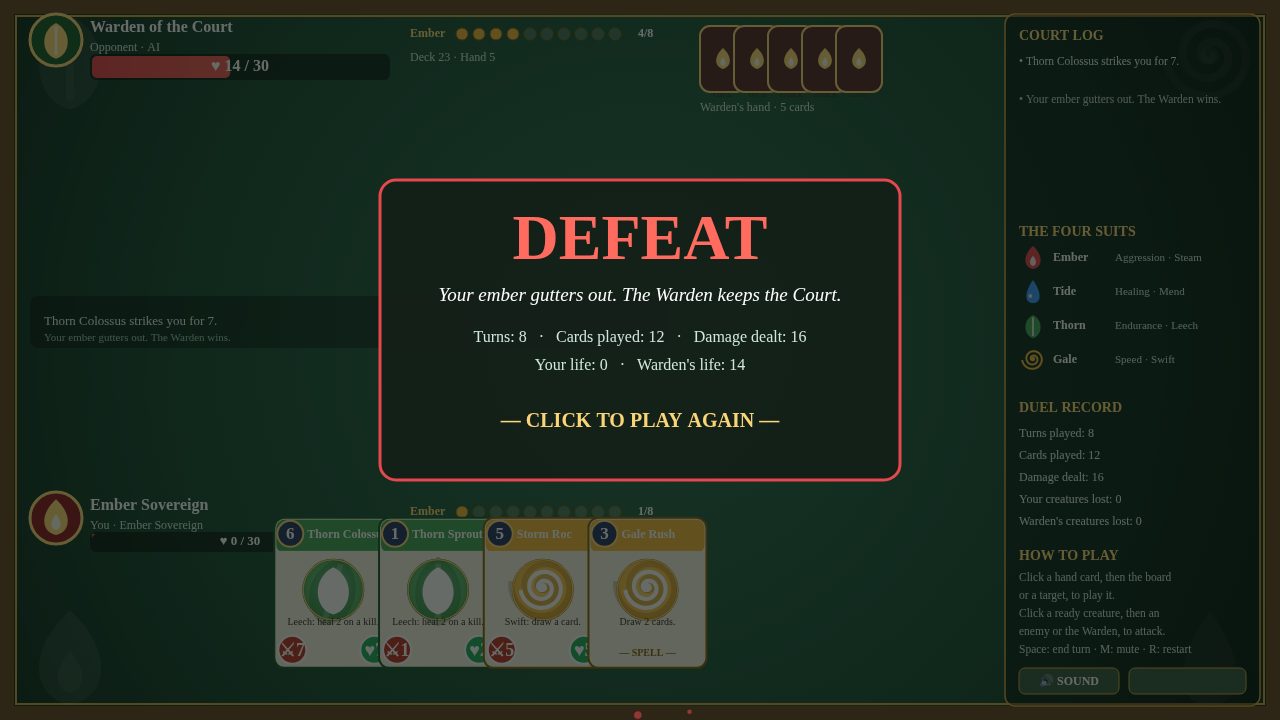 Warden of the Court
Opponent · AI
♥ 14 / 30
Ember 4/8
Deck 23 · Hand 5
Warden's hand · 5 cards
COURT LOG
• Thorn Colossus strikes you for 7.
• Your ember gutters out. The Warden wins.
DEFEAT
Your ember gutters out. The Warden keeps the Court.
Turns: 8 · Cards played: 12 · Damage dealt: 16
Your life: 0 · Warden's life: 14
— CLICK TO PLAY AGAIN —
Thorn Colossus strikes you for 7.
Your ember gutters out. The Warden wins.
THE FOUR SUITS
Ember Aggression · Steam
Tide Healing · Mend
Thorn Endurance · Leech
Gale Speed · Swift
DUEL RECORD
Turns played: 8
Cards played: 12
Damage dealt: 16
Your creatures lost: 0
Warden's creatures lost: 0
HOW TO PLAY
Click a hand card, then the board
or a target, to play it.
Click a ready creature, then an
enemy or the Warden, to attack.
Space: end turn · M: mute · R: restart
🔊 SOUND
Ember Sovereign
You · Ember Sovereign
♥ 0 / 30
Ember 1/8
6 Thorn
Leech: heal 2 on a kill.
⚔7 ♥
1 Thorn Sprout
Leech: heal 2 on a kill.
⚔1 ♥
5 Storm Roc
Swift: draw a card.
⚔5 ♥
3 Gale Rush
Draw 2 cards.
— SPELL —